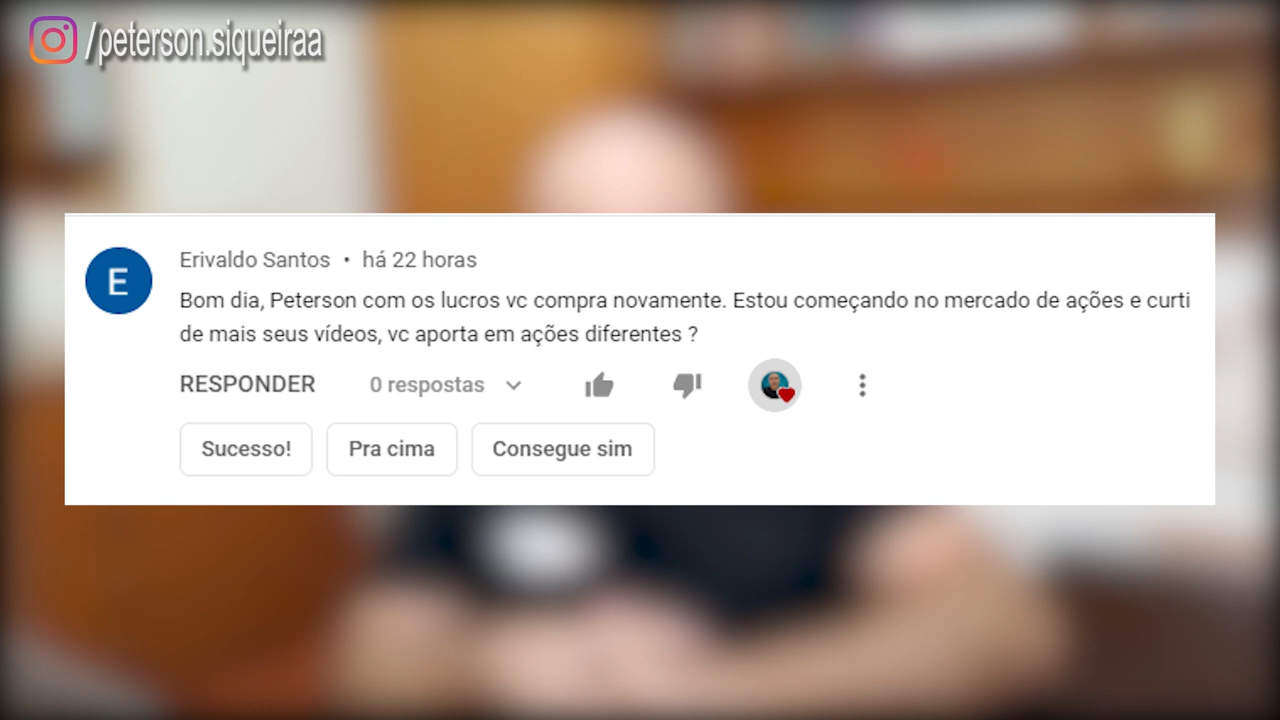 /peterson.siqueiraa
Erivaldo Santos • há 22 horas
Bom dia, Peterson com os lucros vc compra novamente. Estou começando no mercado de ações e curti
de mais seus vídeos, vc aporta em ações diferentes ?
RESPONDER 0 respostas
Sucesso! Pra cima Consegue sim
E